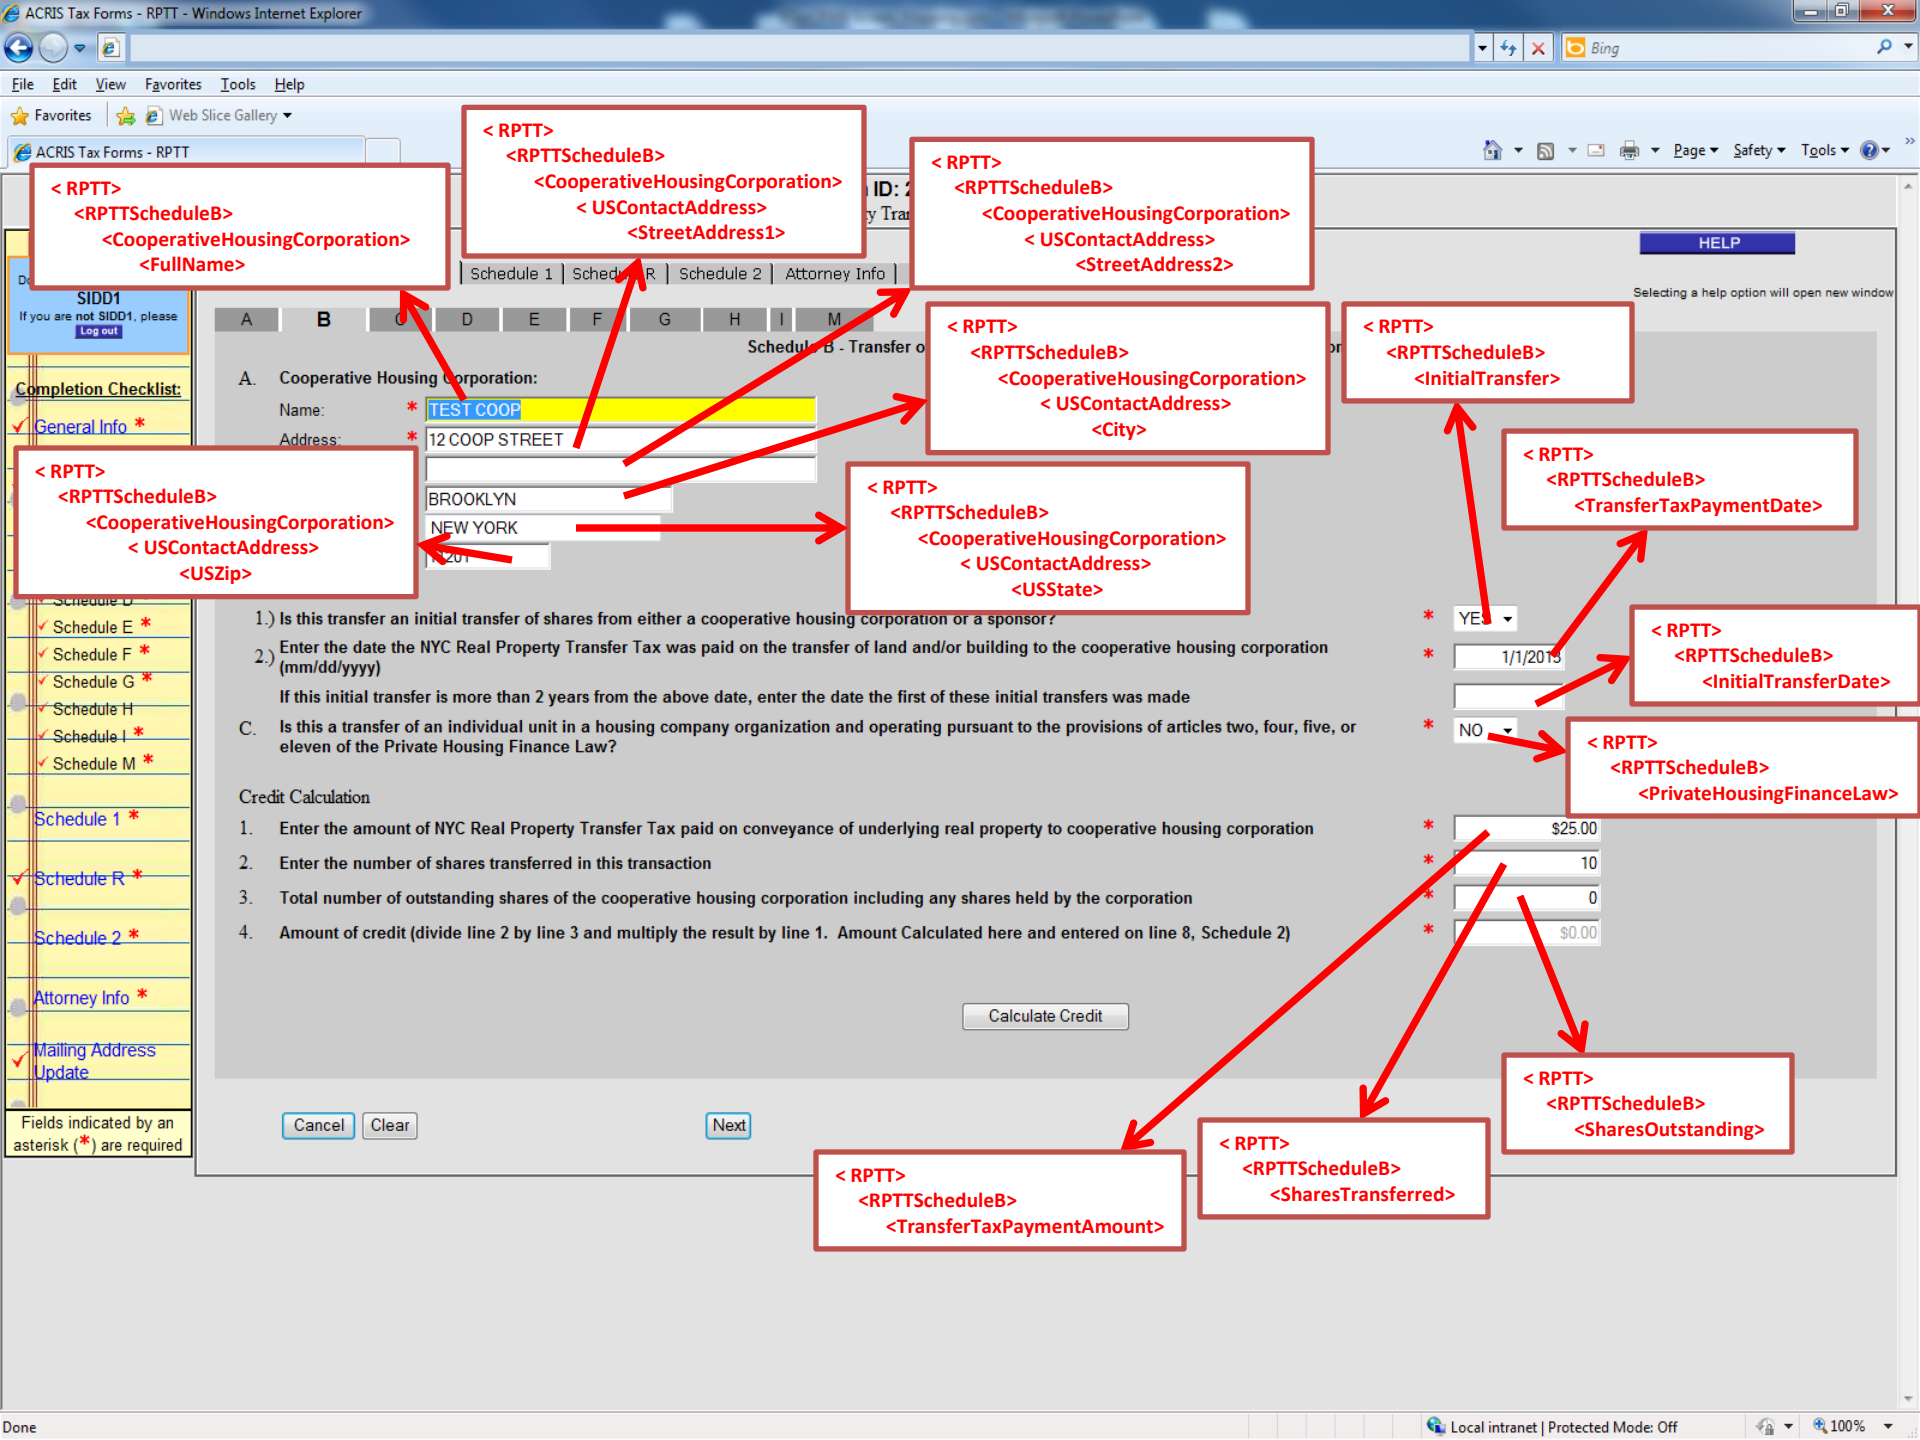 ACRIS Tax Forms - RPTT - Windows Internet Explorer
Bing
File Edit View Favorites Tools Help
Favorites Web Slice Gallery
ACRIS Tax Forms - RPTT
Page Safety Tools
< RPTT>
<RPTTScheduleB>
<CooperativeHousingCorporation>
<FullName>
< RPTT>
<RPTTScheduleB>
<CooperativeHousingCorporation>
< USContactAddress>
<StreetAddress1>
< RPTT>
<RPTTScheduleB>
<CooperativeHousingCorporation>
< USContactAddress>
<StreetAddress2>
ID:
HELP
Selecting a help option will open new window
Schedule 1 Schedule R Schedule 2 Attorney Info
SIDD1
If you are not SIDD1, please
Log out
A B C D E F G H I M
Schedule B - Transfer
< RPTT>
<RPTTScheduleB>
<CooperativeHousingCorporation>
< USContactAddress>
<City>
< RPTT>
<RPTTScheduleB>
<InitialTransfer>
Completion Checklist:
General Info *
A. Cooperative Housing Corporation:
Name: * TEST COOP
Address: * 12 COOP STREET
BROOKLYN
NEW YORK
11201
< RPTT>
<RPTTScheduleB>
<CooperativeHousingCorporation>
< USContactAddress>
<USZip>
< RPTT>
<RPTTScheduleB>
<CooperativeHousingCorporation>
< USContactAddress>
<USState>
< RPTT>
<RPTTScheduleB>
<TransferTaxPaymentDate>
Schedule D
Schedule E *
Schedule F *
Schedule G *
Schedule H
Schedule I *
Schedule M *
Schedule 1 *
Schedule R *
Schedule 2 *
Attorney Info *
Mailing Address
Update
Fields indicated by an
asterisk (*) are required
1.) Is this transfer an initial transfer of shares from either a cooperative housing corporation or a sponsor? * YES
2.) Enter the date the NYC Real Property Transfer Tax was paid on the transfer of land and/or building to the cooperative housing corporation
(mm/dd/yyyy) * 1/1/2013
If this initial transfer is more than 2 years from the above date, enter the date the first of these initial transfers was made
C. Is this a transfer of an individual unit in a housing company organization and operating pursuant to the provisions of articles two, four, five, or
eleven of the Private Housing Finance Law? * NO
< RPTT>
<RPTTScheduleB>
<InitialTransferDate>
< RPTT>
<RPTTScheduleB>
<PrivateHousingFinanceLaw>
Credit Calculation
1. Enter the amount of NYC Real Property Transfer Tax paid on conveyance of underlying real property to cooperative housing corporation * $25.00
2. Enter the number of shares transferred in this transaction * 10
3. Total number of outstanding shares of the cooperative housing corporation including any shares held by the corporation * 0
4. Amount of credit (divide line 2 by line 3 and multiply the result by line 1. Amount Calculated here and entered on line 8, Schedule 2) * $0.00
Calculate Credit
Cancel Clear Next
< RPTT>
<RPTTScheduleB>
<TransferTaxPaymentAmount>
< RPTT>
<RPTTScheduleB>
<SharesTransferred>
< RPTT>
<RPTTScheduleB>
<SharesOutstanding>
Done
Local intranet | Protected Mode: Off
100%